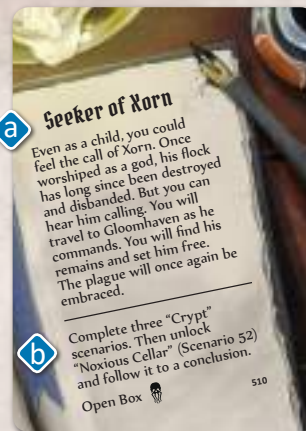 a
Seeker of Xorn
Even as a child, you could
feel the call of Xorn. Once
worshiped as a god, his flock
has long since been destroyed
and disbanded. But you can
hear him calling. You will
travel to Gloomhaven as he
commands. You will find his
remains and set him free.
The plague will once again be
embraced.
b
Complete three “Crypt”
scenarios. Then unlock
“Noxious Cellar” (Scenario 52)
and follow it to a conclusion.
Open Box
510